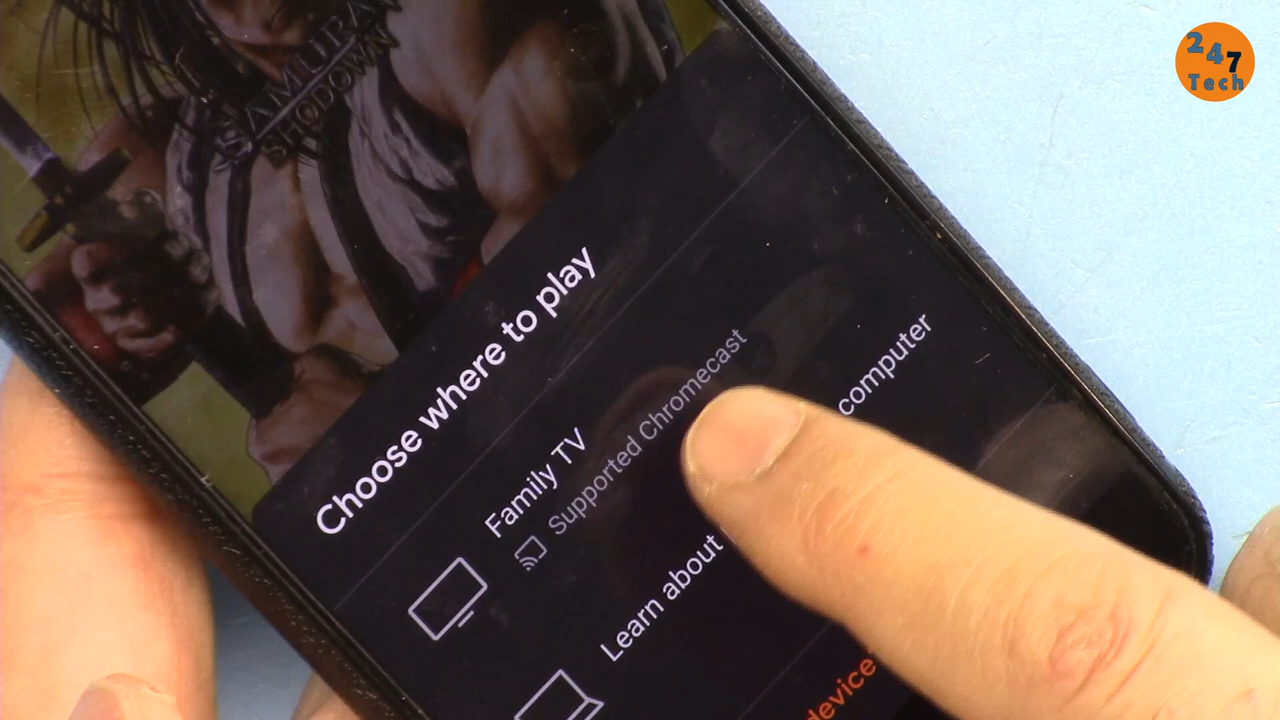 247
Tech
SAMURAI
SHODOWN
Choose where to play
Family TV
Supported Chromecast
Learn about
computer
device